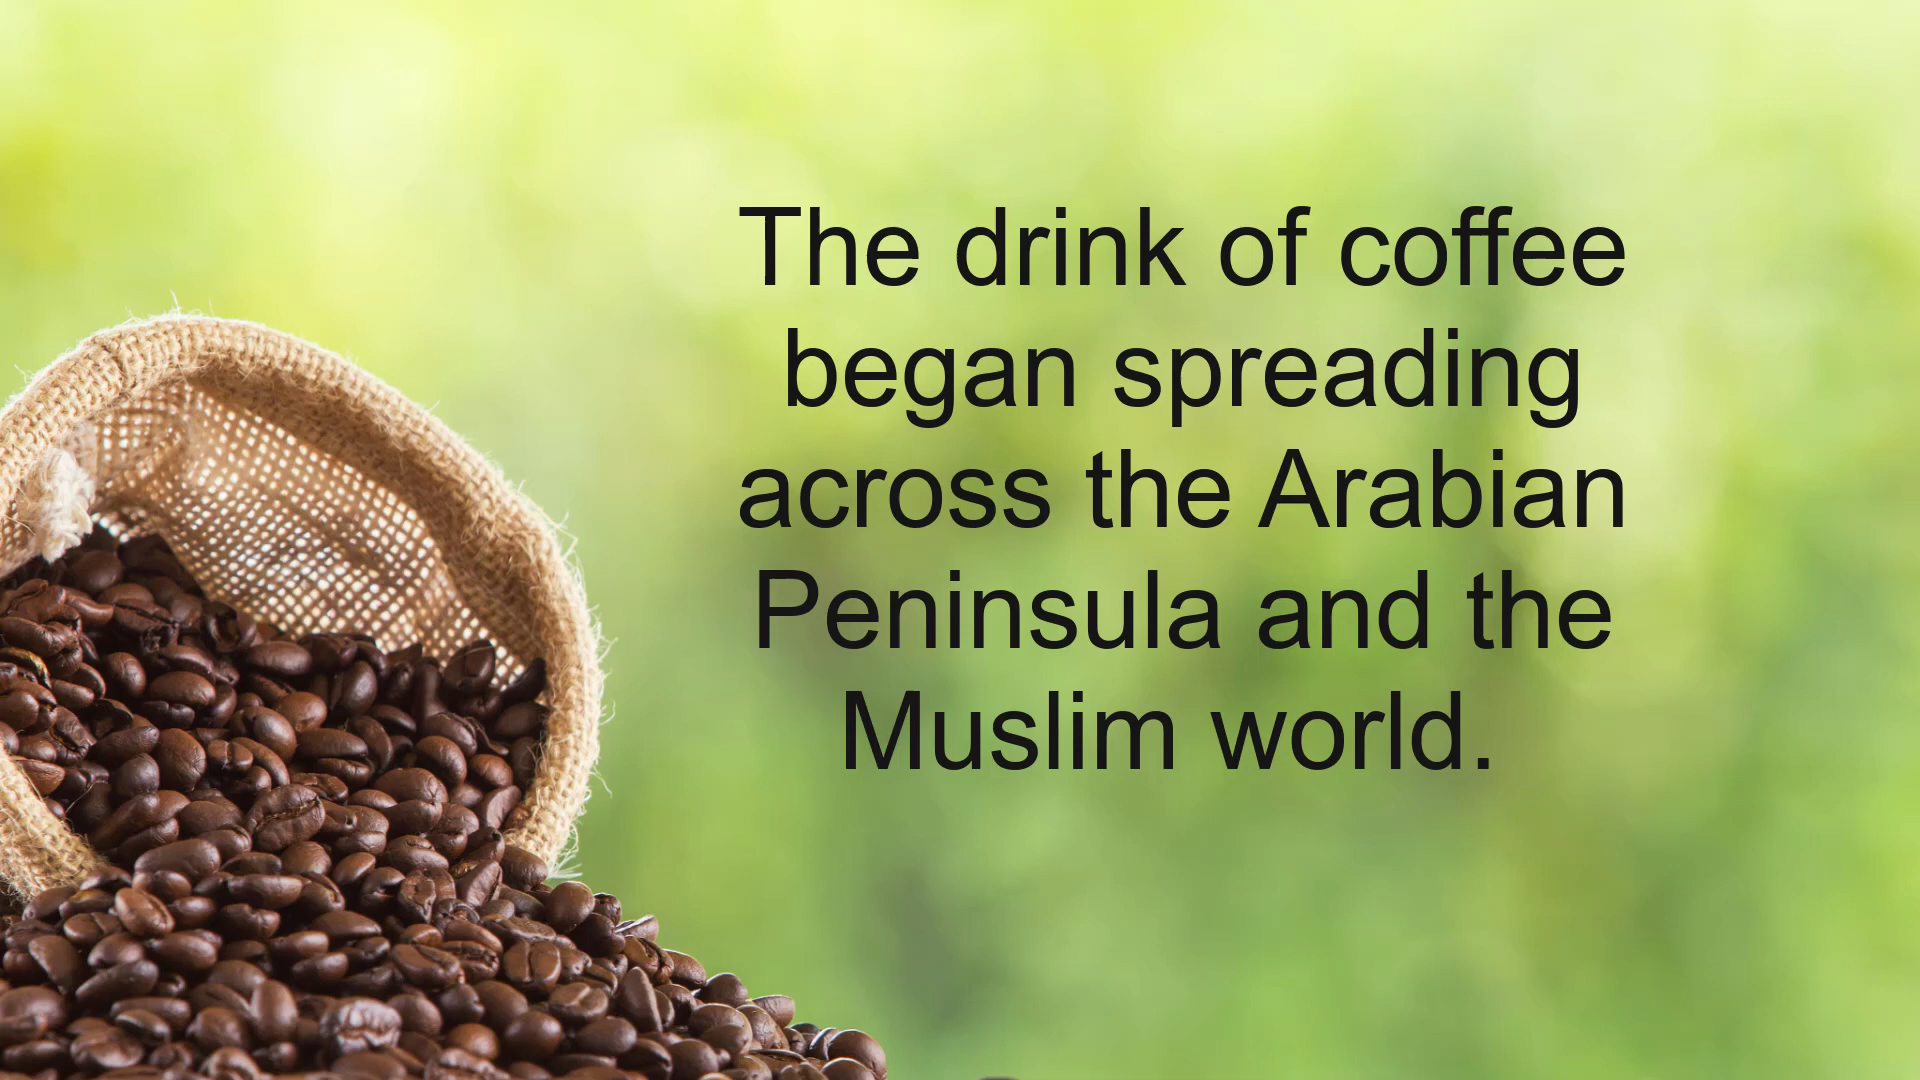 The drink of coffee
began spreading
across the Arabian
Peninsula and the
Muslim world.